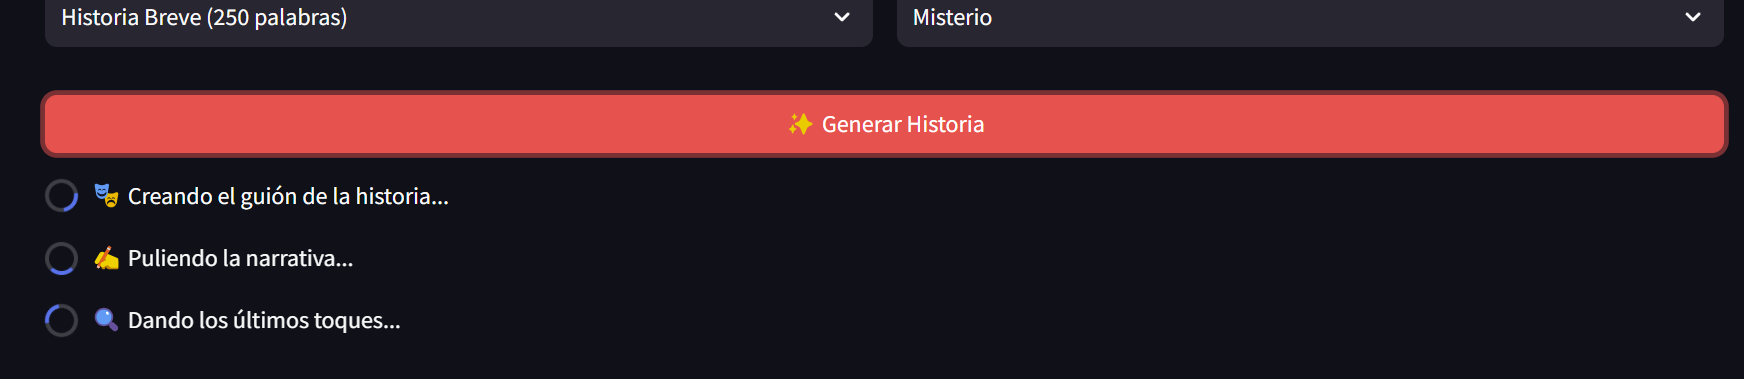 Historia Breve (250 palabras)
Misterio
✨ Generar Historia
🎭 Creando el guión de la historia...
✍️ Puliendo la narrativa...
🔍 Dando los últimos toques...